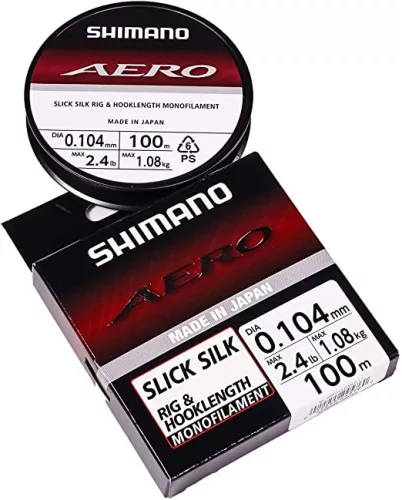 SHIMANO
AERO
SLICK SILK RIG & HOOKLENGTH MONOFILAMENT
MADE IN JAPAN
DIA 0.104mm 100m
MAX 2.4lb MAX 1.08kg
6
PS
SHIMANO
AERO
MADE IN JAPAN
SLICK SILK
RIG &
HOOKLENGTH
MONOFILAMENT
DIA 0.104mm
MAX 2.4lb MAX 1.08kg
100m